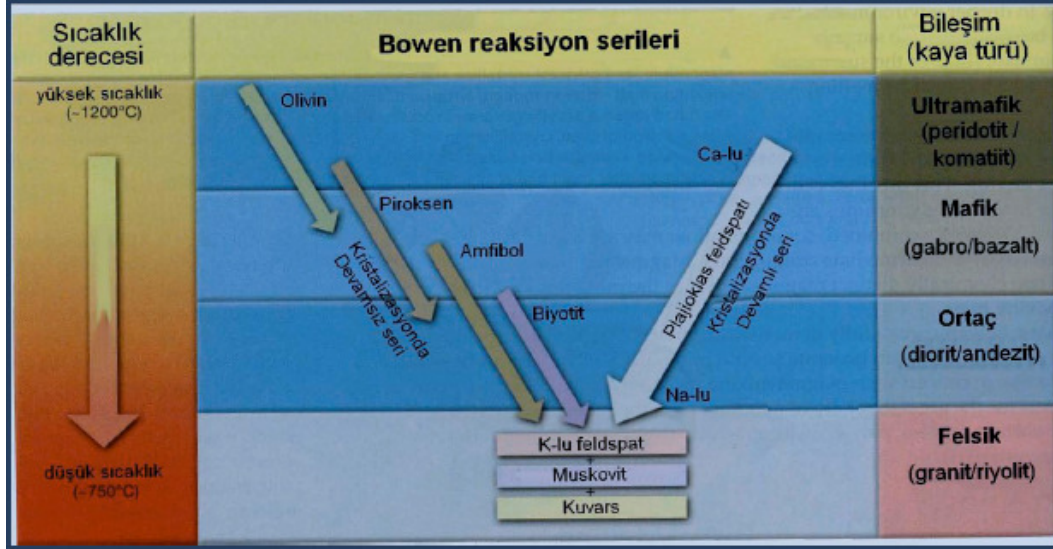 Sıcaklık
derecesi
Bowen reaksiyon serileri
Bileşim
(kaya türü)
yüksek sıcaklık
(~1200°C)
düşük sıcaklık
(~750°C)
Olivin
Piroksen
Amfibol
Biyotit
Kristalizasyonda
Devamsız seri
Ca-lu
Plajioklas feldspatı
Kristalizasyonda
Devamlı seri
Na-lu
K-lu feldspat
+
Muskovit
+
Kuvars
Ultramafik
(peridotit /
komatiit)
Mafik
(gabro/bazalt)
Ortaç
(diorit/andezit)
Felsik
(granit/riyolit)